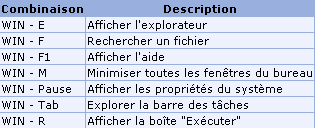 Combinaison Description
WIN - E Afficher l'explorateur
WIN - F Rechercher un fichier
WIN - F1 Afficher l'aide
WIN - M Minimiser toutes les fenêtres du bureau
WIN - Pause Afficher les propriétés du système
WIN - Tab Explorer la barre des tâches
WIN - R Afficher la boîte "Exécuter"